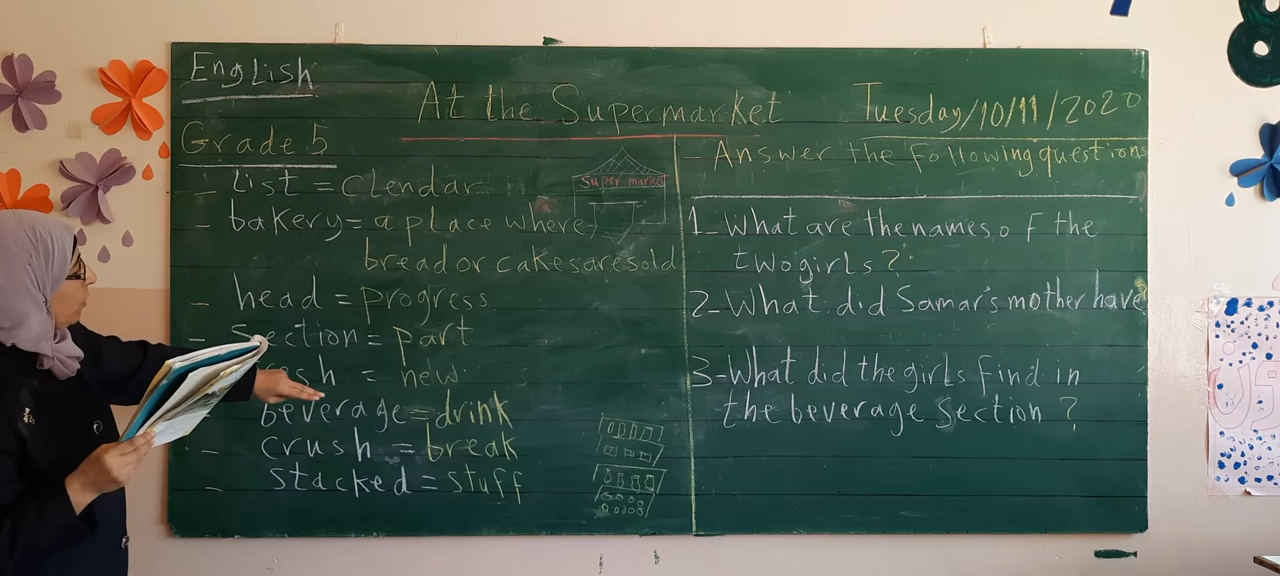 English
At the Supermarket
Tuesday/10/11/2020
Grade 5
- List = Clendar
- bakery = a place where
bread or cakes are sold
- head = progress
- Section = part
esh = new
beverage = drink
- crush = break
- stacked = stuff
Super market
- Answer the Following questions
1- What are the names of the
two girls?
2- What did Samar's mother have?
3- What did the girls find in
the beverage section?